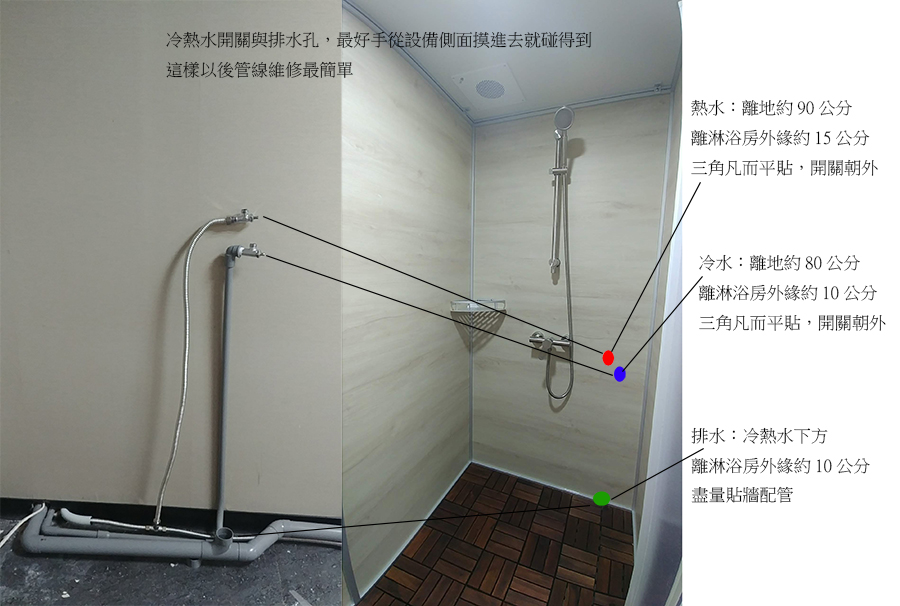 冷熱水開關與排水孔，最好手從設備側面摸進去就碰得到
這樣以後管線維修最簡單
熱水：離地約 90 公分
離淋浴房外緣約 15 公分
三角凡而平貼，開關朝外
冷水：離地約 80 公分
離淋浴房外緣約 10 公分
三角凡而平貼，開關朝外
排水：冷熱水下方
離淋浴房外緣約 10 公分
盡量貼牆配管